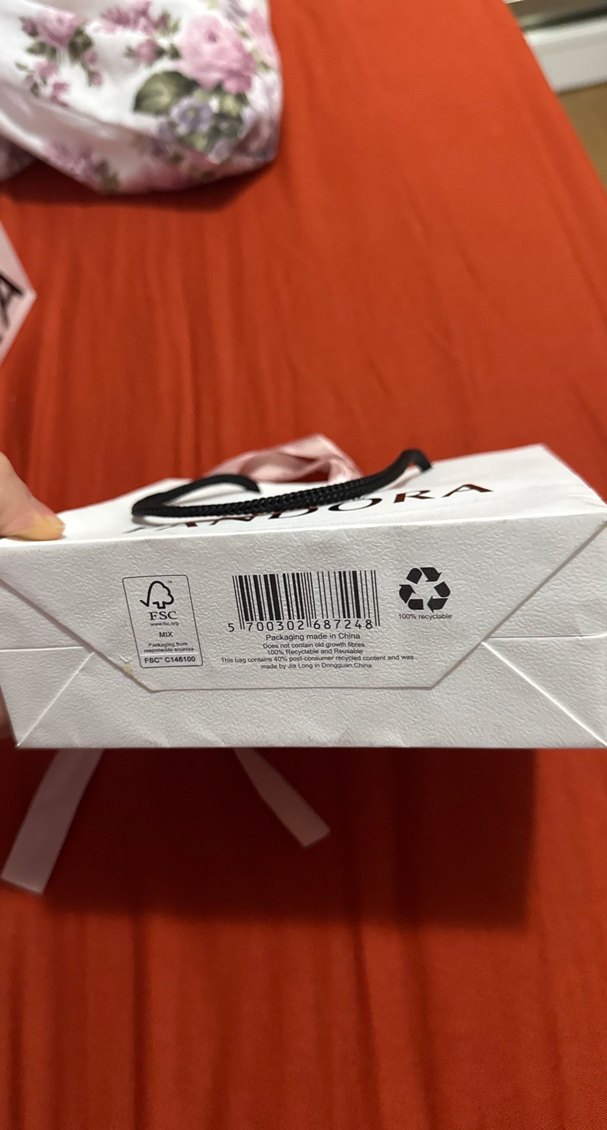 A
PANDORA
FSC
www.fsc.org
MIX
Packaging from
responsible sources
FSC™ C146100
5 700302 687248
Packaging made in China
Does not contain old growth fibres
100% Recyclable and Reusable
This bag contains 40% post-consumer recycled content and was
made by Jia Long in Dongguan,China
100% recyclable